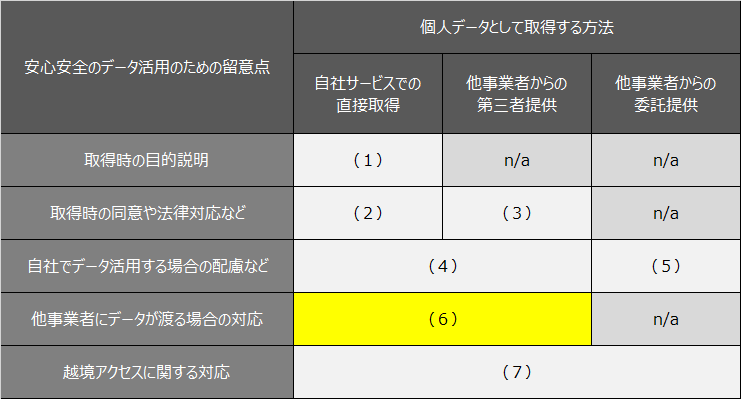 安心安全のデータ活用のための留意点
個人データとして取得する方法
自社サービスでの
直接取得
他事業者からの
第三者提供
他事業者からの
委託提供
取得時の目的説明
（1）
n/a
n/a
取得時の同意や法律対応など
（2）
（3）
n/a
自社でデータ活用する場合の配慮など
（4）
（5）
他事業者にデータが渡る場合の対応
（6）
n/a
越境アクセスに関する対応
（7）